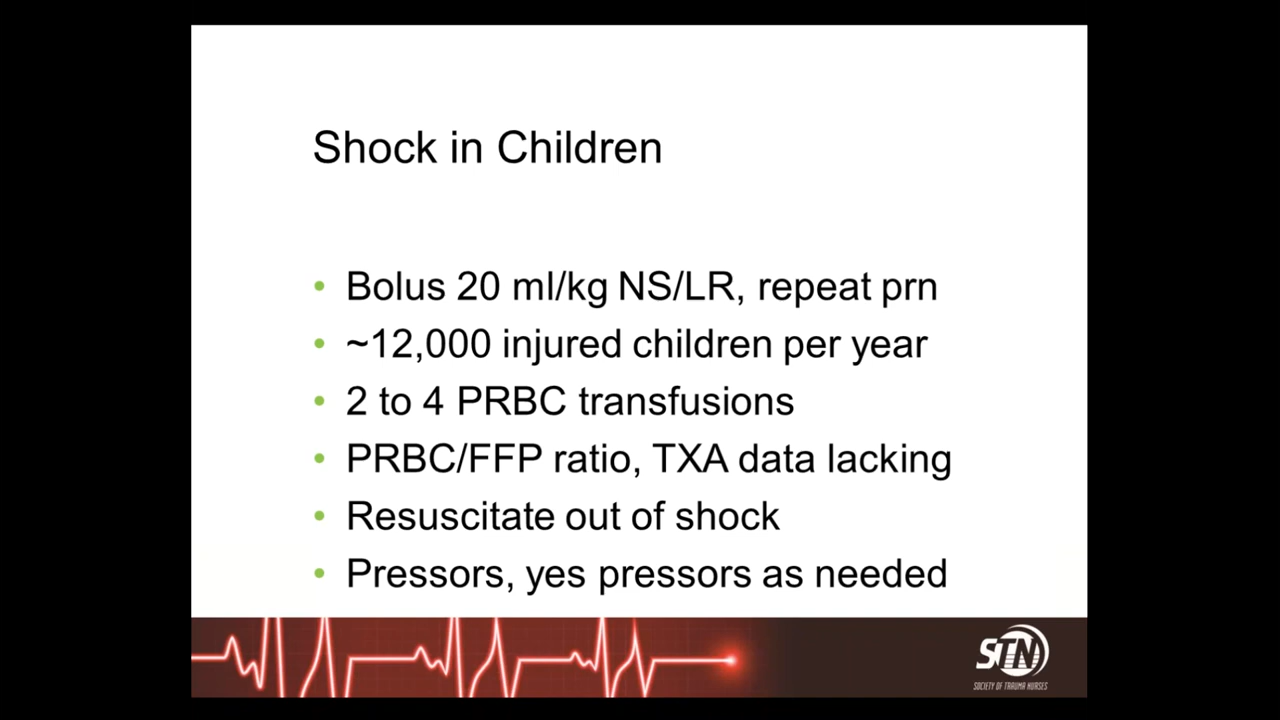 Shock in Children
• Bolus 20 ml/kg NS/LR, repeat prn
• ~12,000 injured children per year
• 2 to 4 PRBC transfusions
• PRBC/FFP ratio, TXA data lacking
• Resuscitate out of shock
• Pressors, yes pressors as needed
STN
SOCIETY OF TRAUMA NURSES